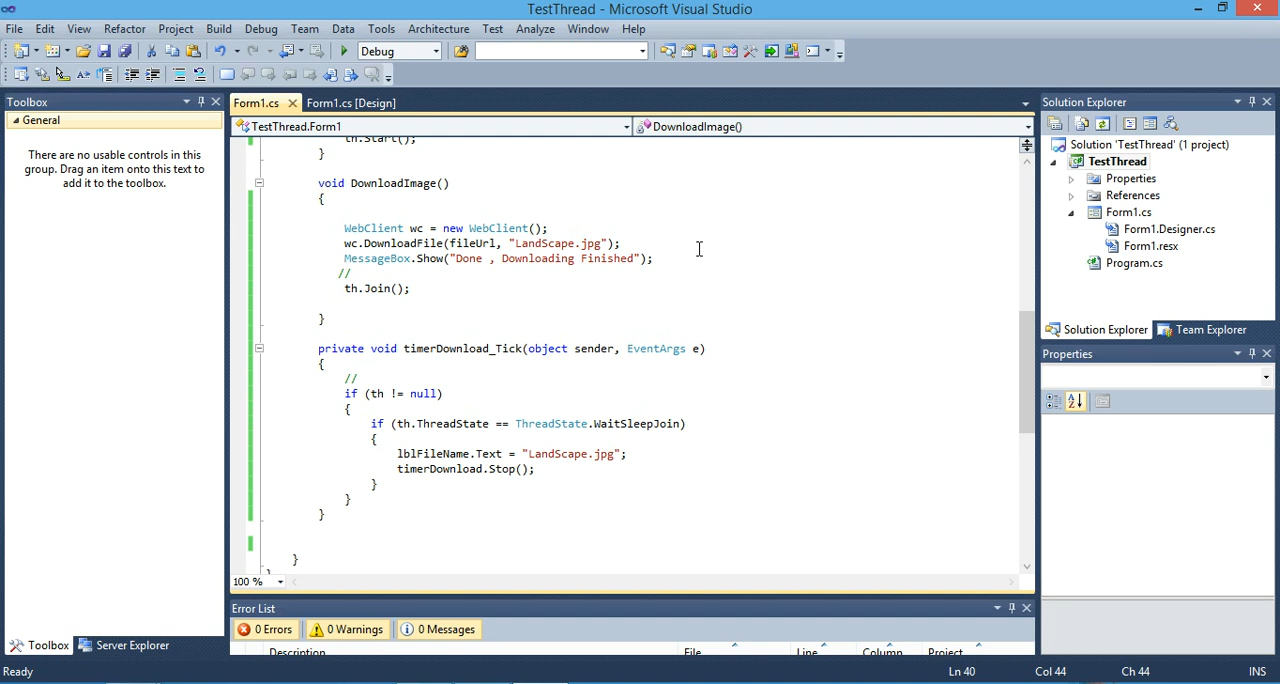 TestThread - Microsoft Visual Studio
File Edit View Refactor Project Build Debug Team Data Tools Architecture Test Analyze Window Help
Debug
Toolbox
General
There are no usable controls in this
group. Drag an item onto this text to
add it to the toolbox.
Toolbox Server Explorer
Form1.cs Form1.cs [Design]
TestThread.Form1 DownloadImage()
th.Start();
}
void DownloadImage()
{
WebClient wc = new WebClient();
wc.DownloadFile(fileUrl, "LandScape.jpg");
MessageBox.Show("Done , Downloading Finished");
//
th.Join();
}
private void timerDownload_Tick(object sender, EventArgs e)
{
//
if (th != null)
{
if (th.ThreadState == ThreadState.WaitSleepJoin)
{
lblFileName.Text = "LandScape.jpg";
timerDownload.Stop();
}
}
}
}
}
100 %
Error List
0 Errors 0 Warnings 0 Messages
Description File Line Column Project
Solution Explorer
Solution 'TestThread' (1 project)
TestThread
Properties
References
Form1.cs
Form1.Designer.cs
Form1.resx
Program.cs
Solution Explorer Team Explorer
Properties
Ready Ln 40 Col 44 Ch 44 INS